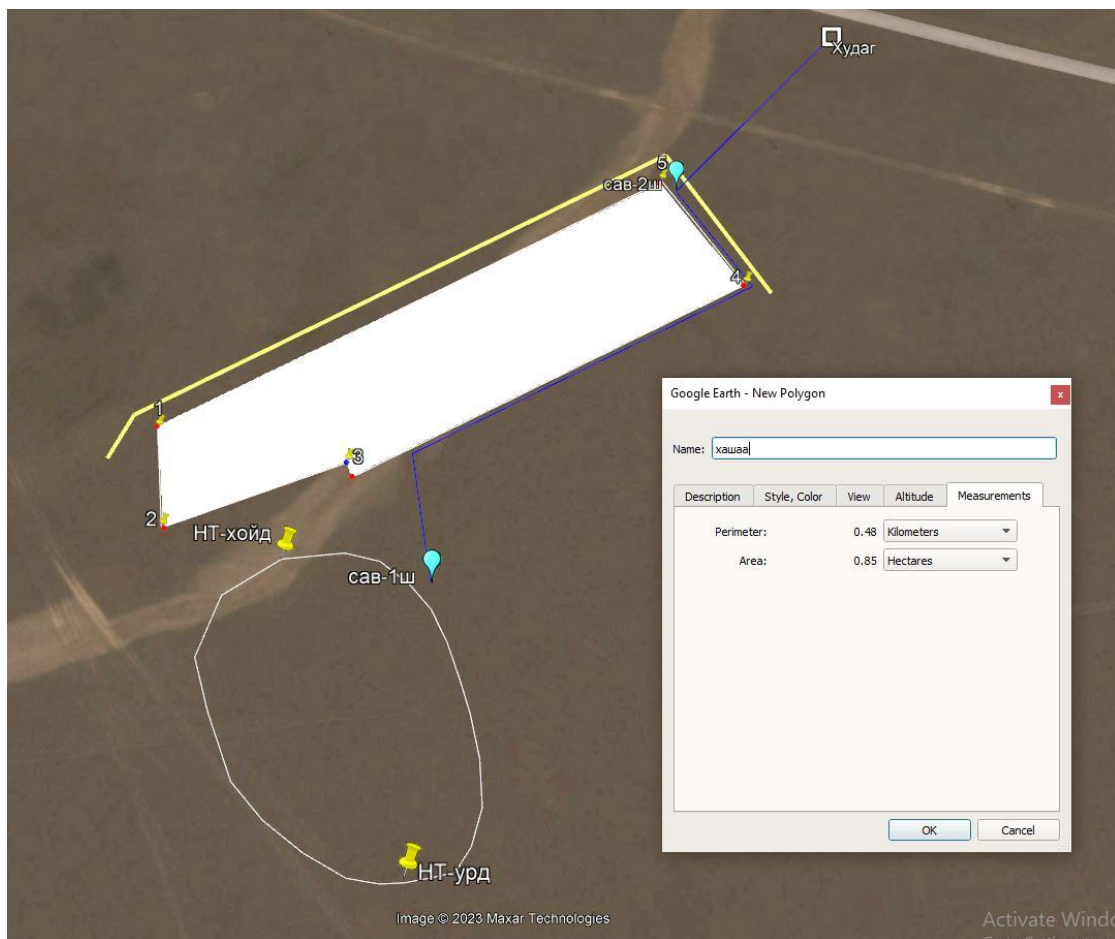 Худаг
5
сав-2ш
4
1
3
2
НТ-хойд
сав-1ш
НТ-урд
Google Earth - New Polygon
x
Name: хашаа
Description Style, Color View Altitude Measurements
Perimeter: 0.48 Kilometers
Area: 0.85 Hectares
OK Cancel
Image © 2023 Maxar Technologies
Activate Windo